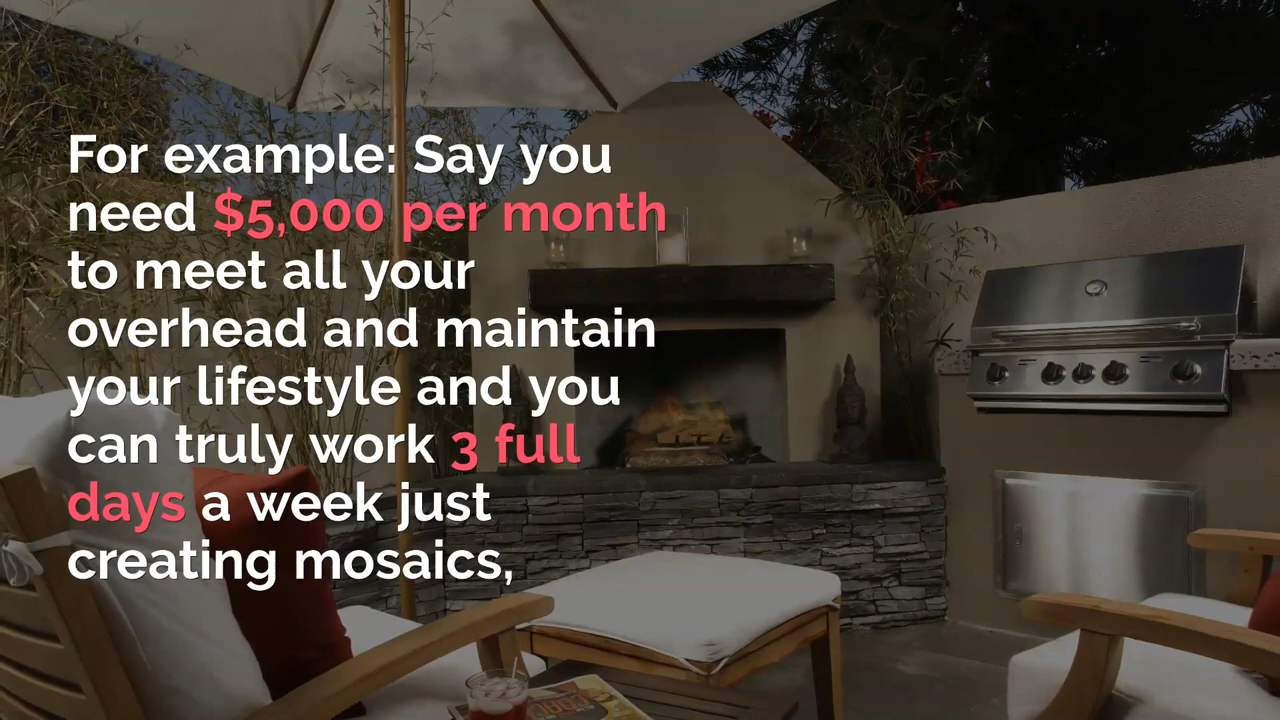 For example: Say you
need $5,000 per month
to meet all your
overhead and maintain
your lifestyle and you
can truly work 3 full
days a week just
creating mosaics,